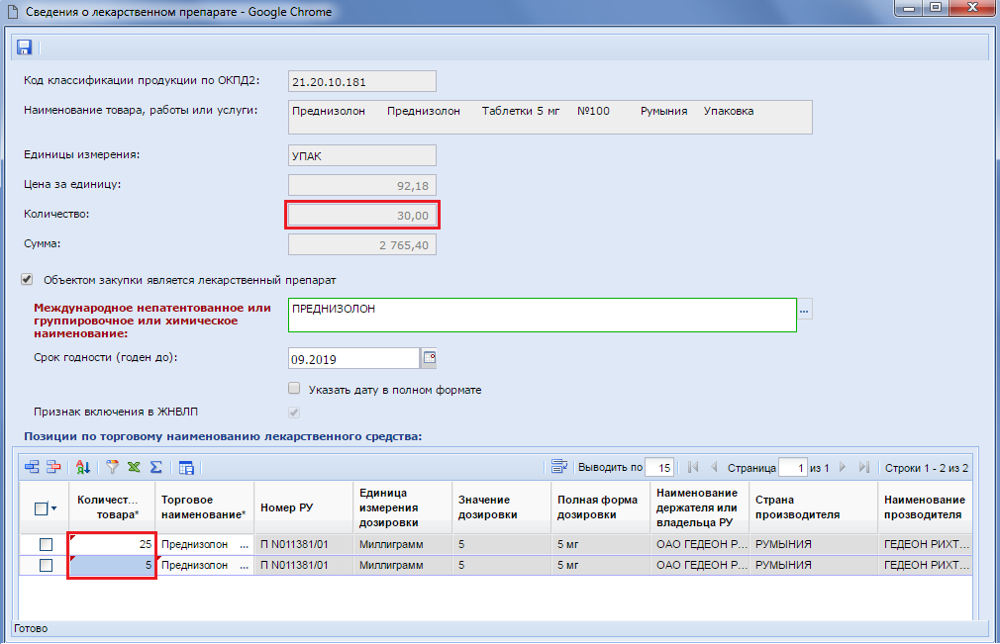 Сведения о лекарственном препарате - Google Chrome
Код классификации продукции по ОКПД2: 21.20.10.181
Наименование товара, работы или услуги: Преднизолон Преднизолон Таблетки 5 мг №100 Румыния Упаковка
Единицы измерения: УПАК
Цена за единицу: 92,18
Количество: 30,00
Сумма: 2 765,40
Объектом закупки является лекарственный препарат
Международное непатентованное или
группировочное или химическое
наименование:
ПРЕДНИЗОЛОН ...
Срок годности (годен до): 09.2019
Указать дату в полном формате
Признак включения в ЖНВЛП
Позиции по торговому наименованию лекарственного средства:
Выводить по 15 Страница 1 из 1 Строки 1 - 2 из 2
Количест...
товара*
Торговое
наименование*
Номер РУ
Единица
измерения
дозировки
Значение
дозировки
Полная форма
дозировки
Наименование
держателя или
владельца РУ
Страна
производителя
Наименование
прозводителя
25 Преднизолон ... П N011381/01 Миллиграмм 5 5 мг ОАО ГЕДЕОН Р... РУМЫНИЯ ГЕДЕОН РИХТ...
5 Преднизолон ... П N011381/01 Миллиграмм 5 5 мг ОАО ГЕДЕОН Р... РУМЫНИЯ ГЕДЕОН РИХТ...
Готово